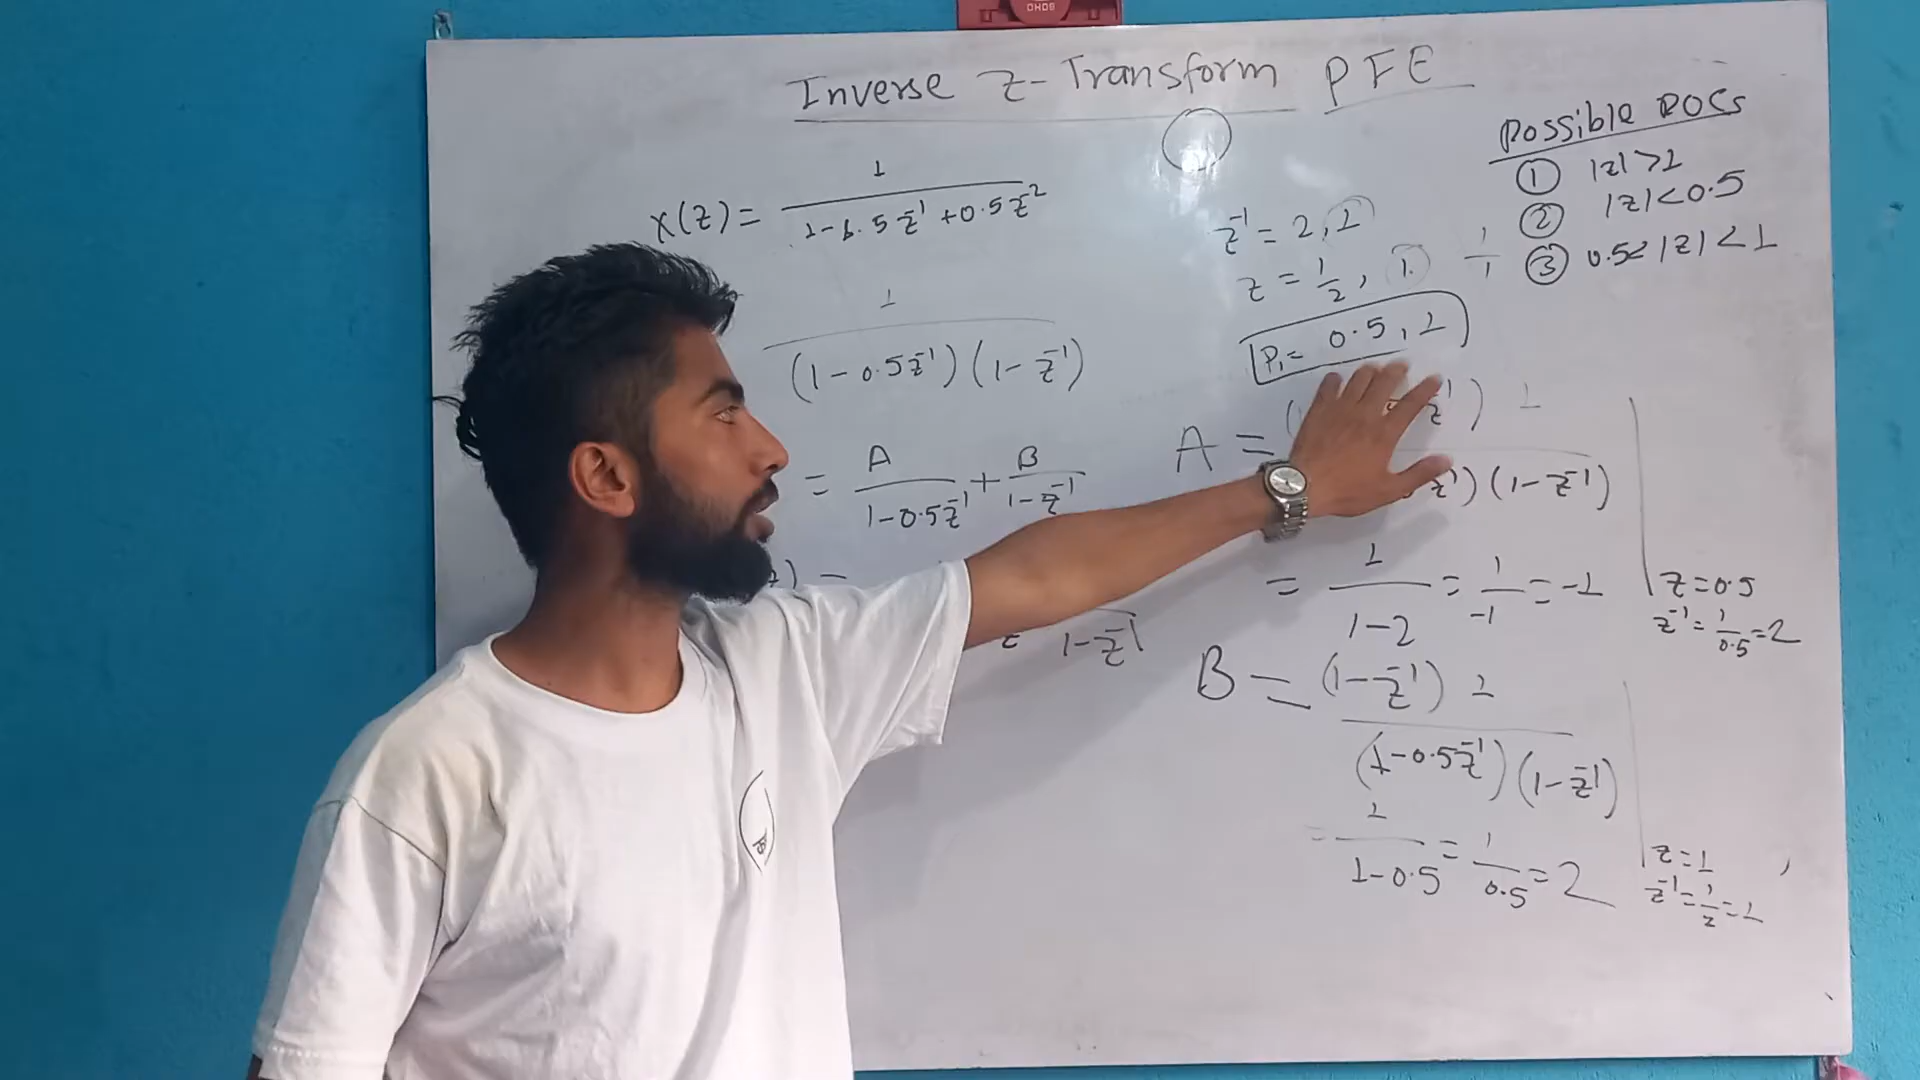 Inverse z-Transform PFE
X(z) = 1 / (1 - 1.5z⁻¹ + 0.5z⁻²)
1 / ((1 - 0.5z⁻¹)(1 - z⁻¹))
= A / (1 - 0.5z⁻¹) + B / (1 - z⁻¹)
z) =
1 - z⁻¹
z⁻¹ = 2, 1
z = 1/2, 1. 1/1
P₁ = 0.5, 1
A = z⁻¹) 1
z⁻¹)(1 - z⁻¹)
z = 0.5
z⁻¹ = 1/0.5 = 2
= 1 / (1 - 2) = 1 / -1 = -1
B = (1 - z⁻¹) 1 / ((1 - 0.5z⁻¹)(1 - z⁻¹))
z = 1
z⁻¹ = 1/z = 1
= 1 / (1 - 0.5) = 1 / 0.5 = 2
Possible ROCs
① |z| > 1
② |z| < 0.5
③ 0.5 < |z| < 1